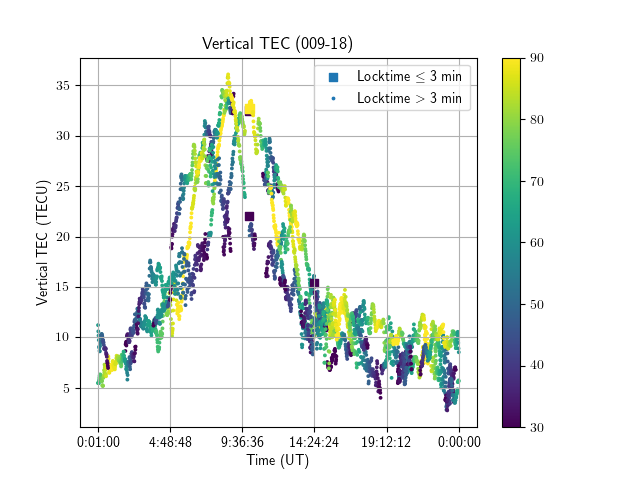 Vertical TEC (009-18)
Locktime ≤ 3 min
Locktime > 3 min
Vertical TEC (TECU)
35
30
25
20
15
10
5
0:01:00 4:48:48 9:36:36 14:24:24 19:12:12 0:00:00
Time (UT)
90
80
70
60
50
40
30